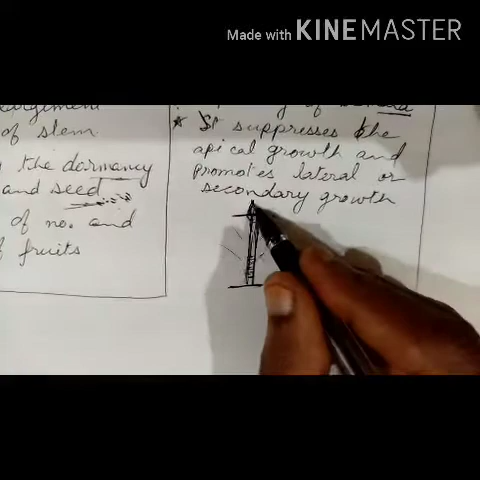 Made with KINEMASTER
of stem
the darmancy
and seed
of no. and
fruits
* It suppresses the
apical growth and
promotes lateral or
secondary growth